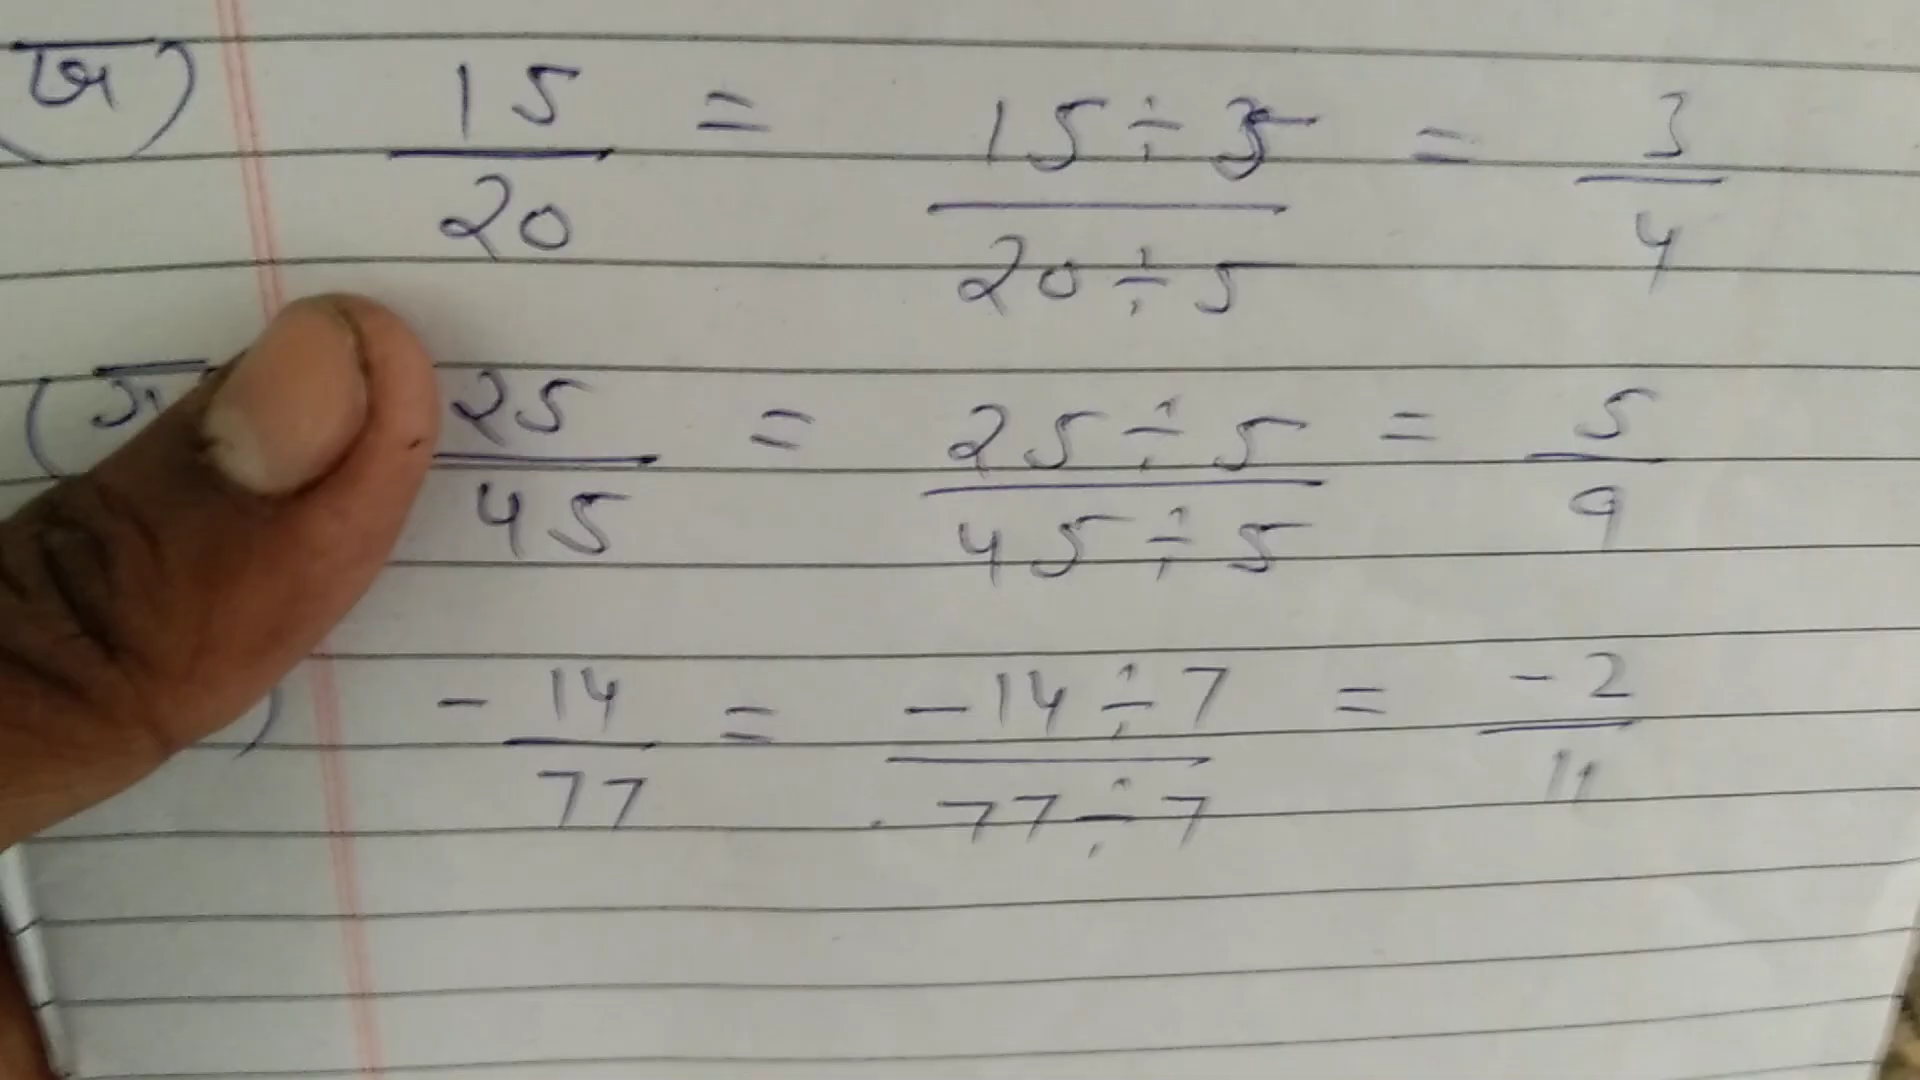 ख) 15/20 = 15÷5/20÷5 = 3/4
(ग 25/45 = 25÷5/45÷5 = 5/9
) -14/77 = -14÷7/77÷7 = -2/11